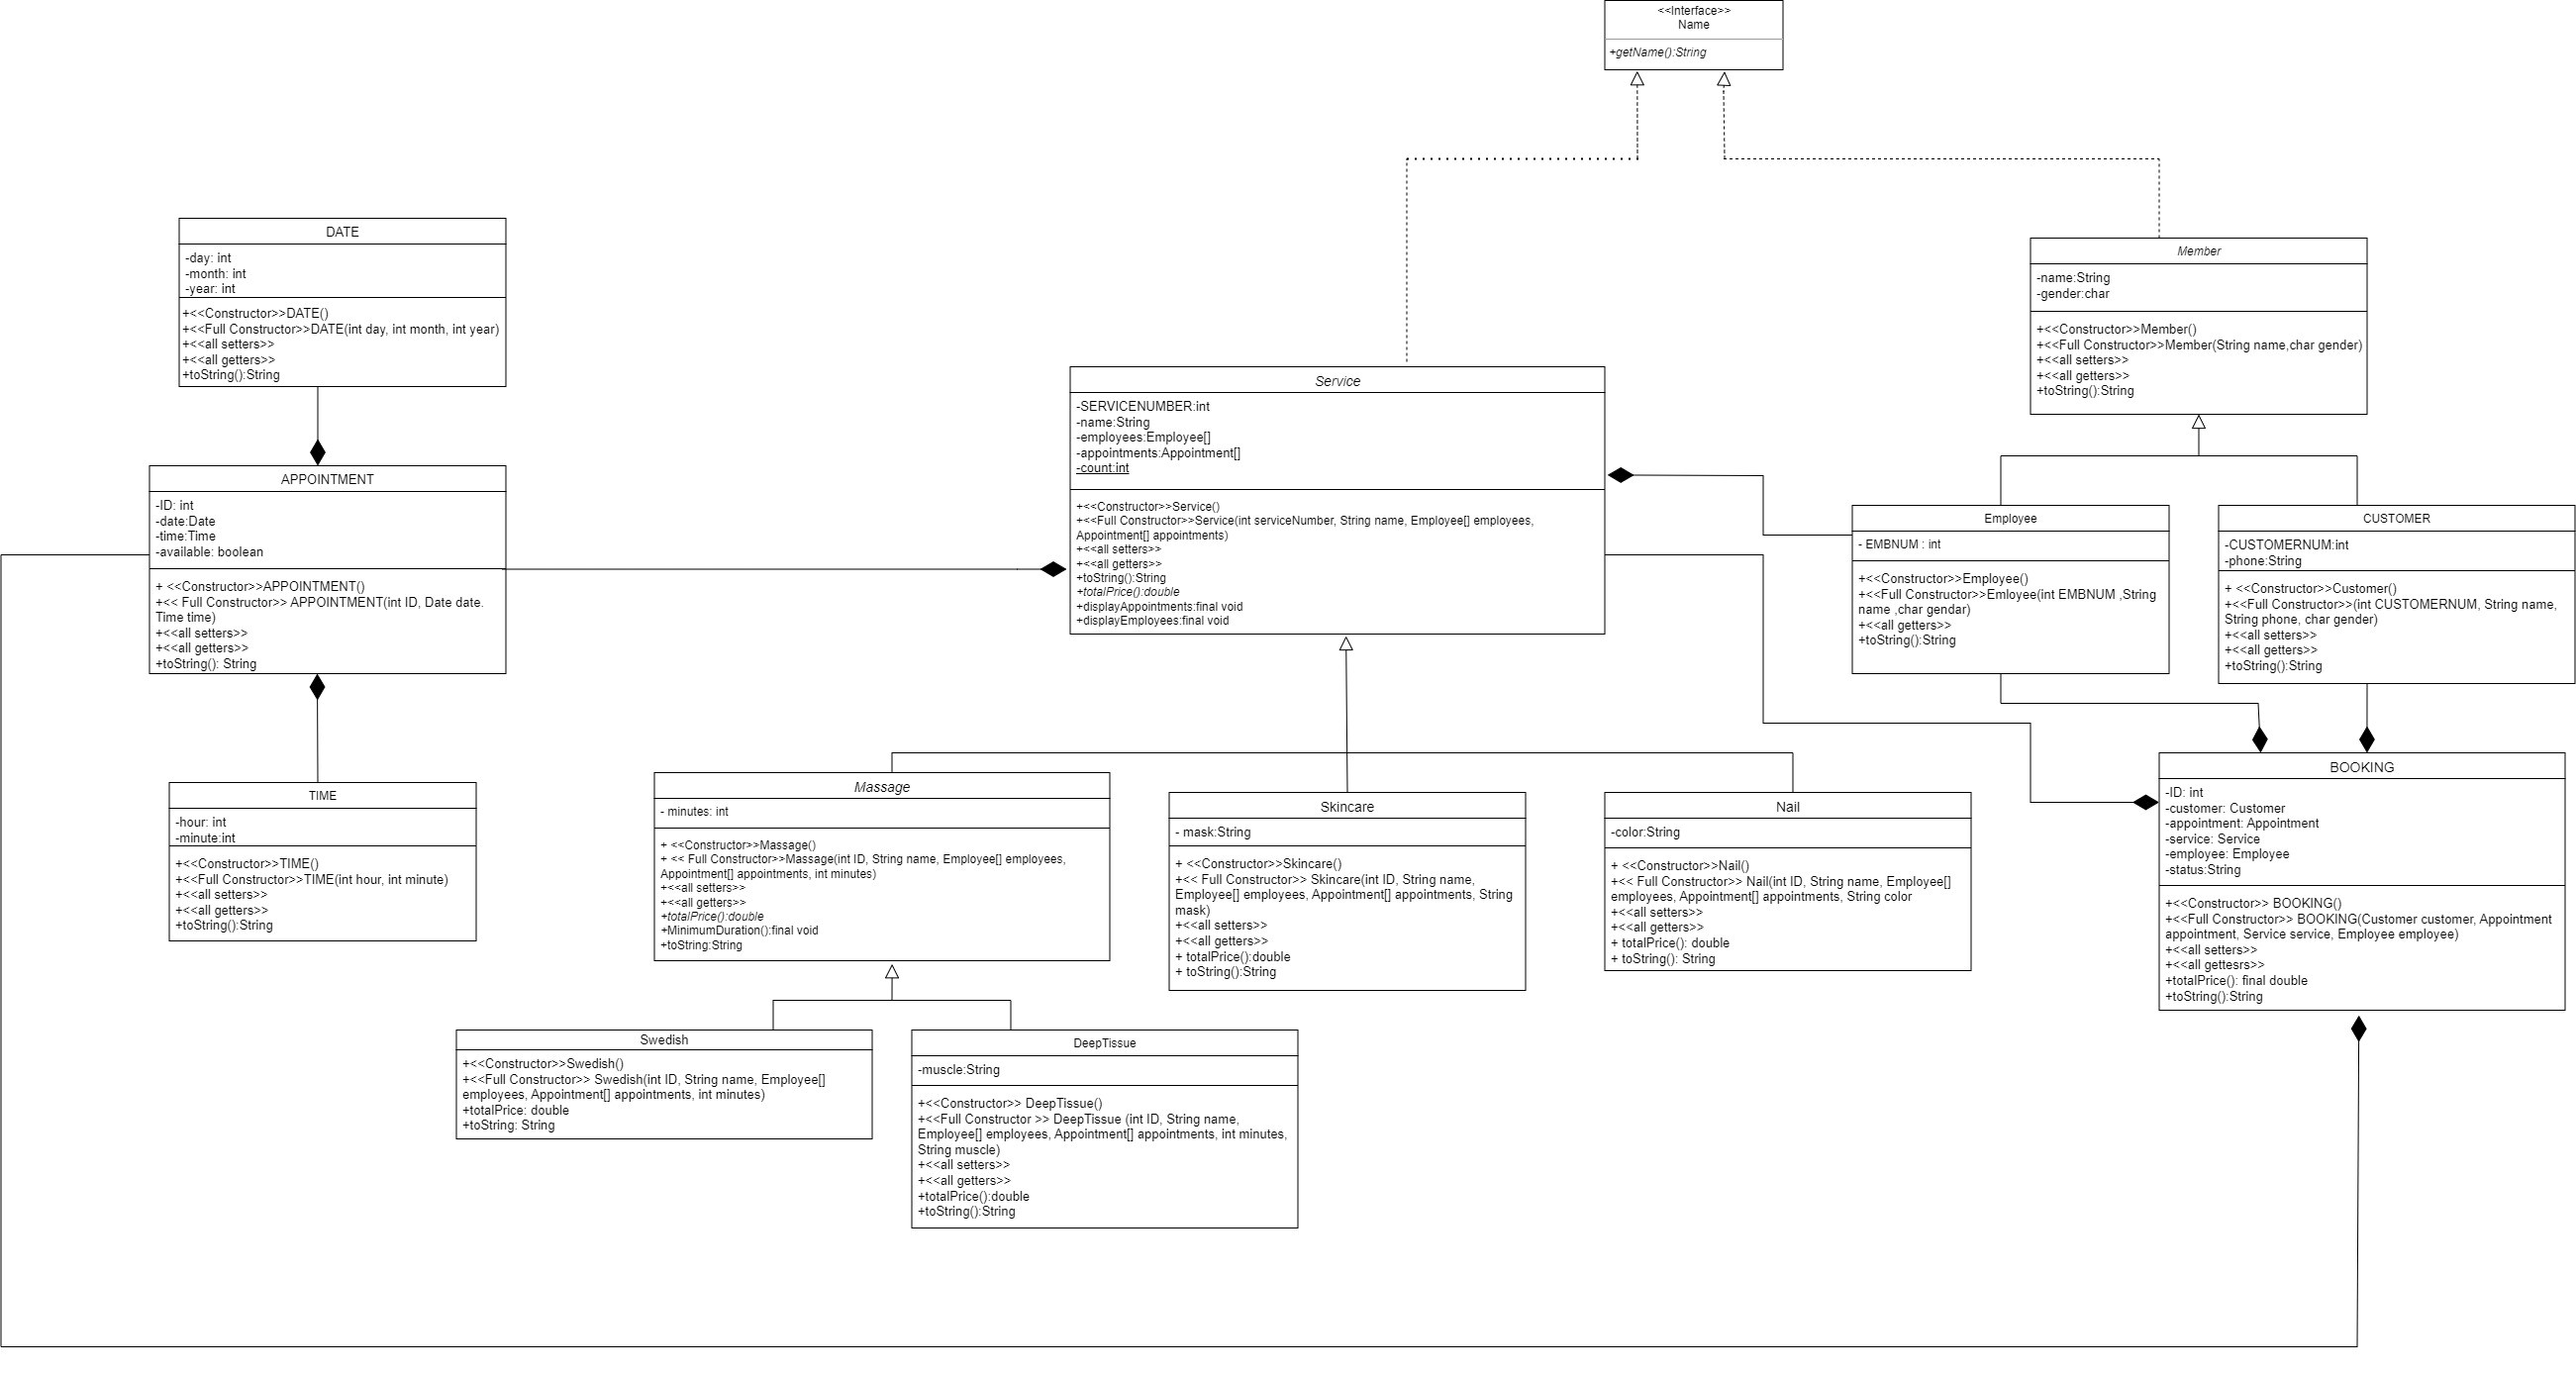 <<Interface>>
Name
+getName():String
DATE
-day: int
-month: int
-year: int
+<<Constructor>>DATE()
+<<Full Constructor>>DATE(int day, int month, int year)
+<<all setters>>
+<<all getters>>
+toString():String
Member
-name:String
-gender:char
+<<Constructor>>Member()
+<<Full Constructor>>Member(String name,char gender)
+<<all setters>>
+<<all getters>>
+toString():String
Service
-SERVICENUMBER:int
-name:String
-employees:Employee[]
-appointments:Appointment[]
-count:int
+<<Constructor>>Service()
+<<Full Constructor>>Service(int serviceNumber, String name, Employee[] employees,
Appointment[] appointments)
+<<all setters>>
+<<all getters>>
+toString():String
+totalPrice():double
+displayAppointments:final void
+displayEmployees:final void
APPOINTMENT
-ID: int
-date:Date
-time:Time
-available: boolean
+ <<Constructor>>APPOINTMENT()
+<< Full Constructor>> APPOINTMENT(int ID, Date date.
Time time)
+<<all setters>>
+<<all getters>>
+toString(): String
Employee
- EMBNUM : int
+<<Constructor>>Employee()
+<<Full Constructor>>Emloyee(int EMBNUM ,String
name ,char gendar)
+<<all getters>>
+toString():String
CUSTOMER
-CUSTOMERNUM:int
-phone:String
+ <<Constructor>>Customer()
+<<Full Constructor>>(int CUSTOMERNUM, String name,
String phone, char gender)
+<<all setters>>
+<<all getters>>
+toString():String
TIME
-hour: int
-minute:int
+<<Constructor>>TIME()
+<<Full Constructor>>TIME(int hour, int minute)
+<<all setters>>
+<<all getters>>
+toString():String
Massage
- minutes: int
+ <<Constructor>>Massage()
+ << Full Constructor>>Massage(int ID, String name, Employee[] employees,
Appointment[] appointments, int minutes)
+<<all setters>>
+<<all getters>>
+totalPrice():double
+MinimumDuration():final void
+toString:String
Skincare
- mask:String
+ <<Constructor>>Skincare()
+<< Full Constructor>> Skincare(int ID, String name,
Employee[] employees, Appointment[] appointments, String
mask)
+<<all setters>>
+<<all getters>>
+ totalPrice():double
+ toString():String
Nail
-color:String
+ <<Constructor>>Nail()
+<< Full Constructor>> Nail(int ID, String name, Employee[]
employees, Appointment[] appointments, String color
+<<all setters>>
+<<all getters>>
+ totalPrice(): double
+ toString(): String
BOOKING
-ID: int
-customer: Customer
-appointment: Appointment
-service: Service
-employee: Employee
-status:String
+<<Constructor>> BOOKING()
+<<Full Constructor>> BOOKING(Customer customer, Appointment
appointment, Service service, Employee employee)
+<<all setters>>
+<<all gettesrs>>
+totalPrice(): final double
+toString():String
Swedish
+<<Constructor>>Swedish()
+<<Full Constructor>> Swedish(int ID, String name, Employee[]
employees, Appointment[] appointments, int minutes)
+totalPrice: double
+toString: String
DeepTissue
-muscle:String
+<<Constructor>> DeepTissue()
+<<Full Constructor >> DeepTissue (int ID, String name,
Employee[] employees, Appointment[] appointments, int minutes,
String muscle)
+<<all setters>>
+<<all getters>>
+totalPrice():double
+toString():String